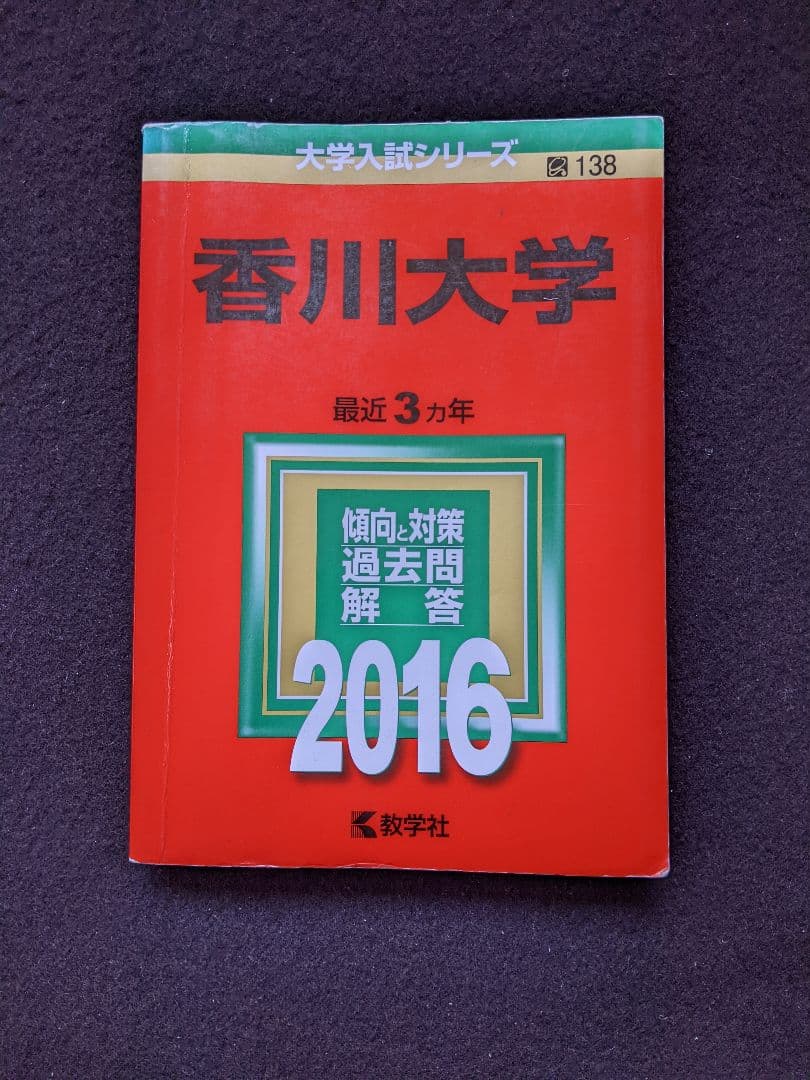 大学入試シリーズ
138
香川大学
最近3カ年
傾向と対策
過去問
解答
2016
教学社